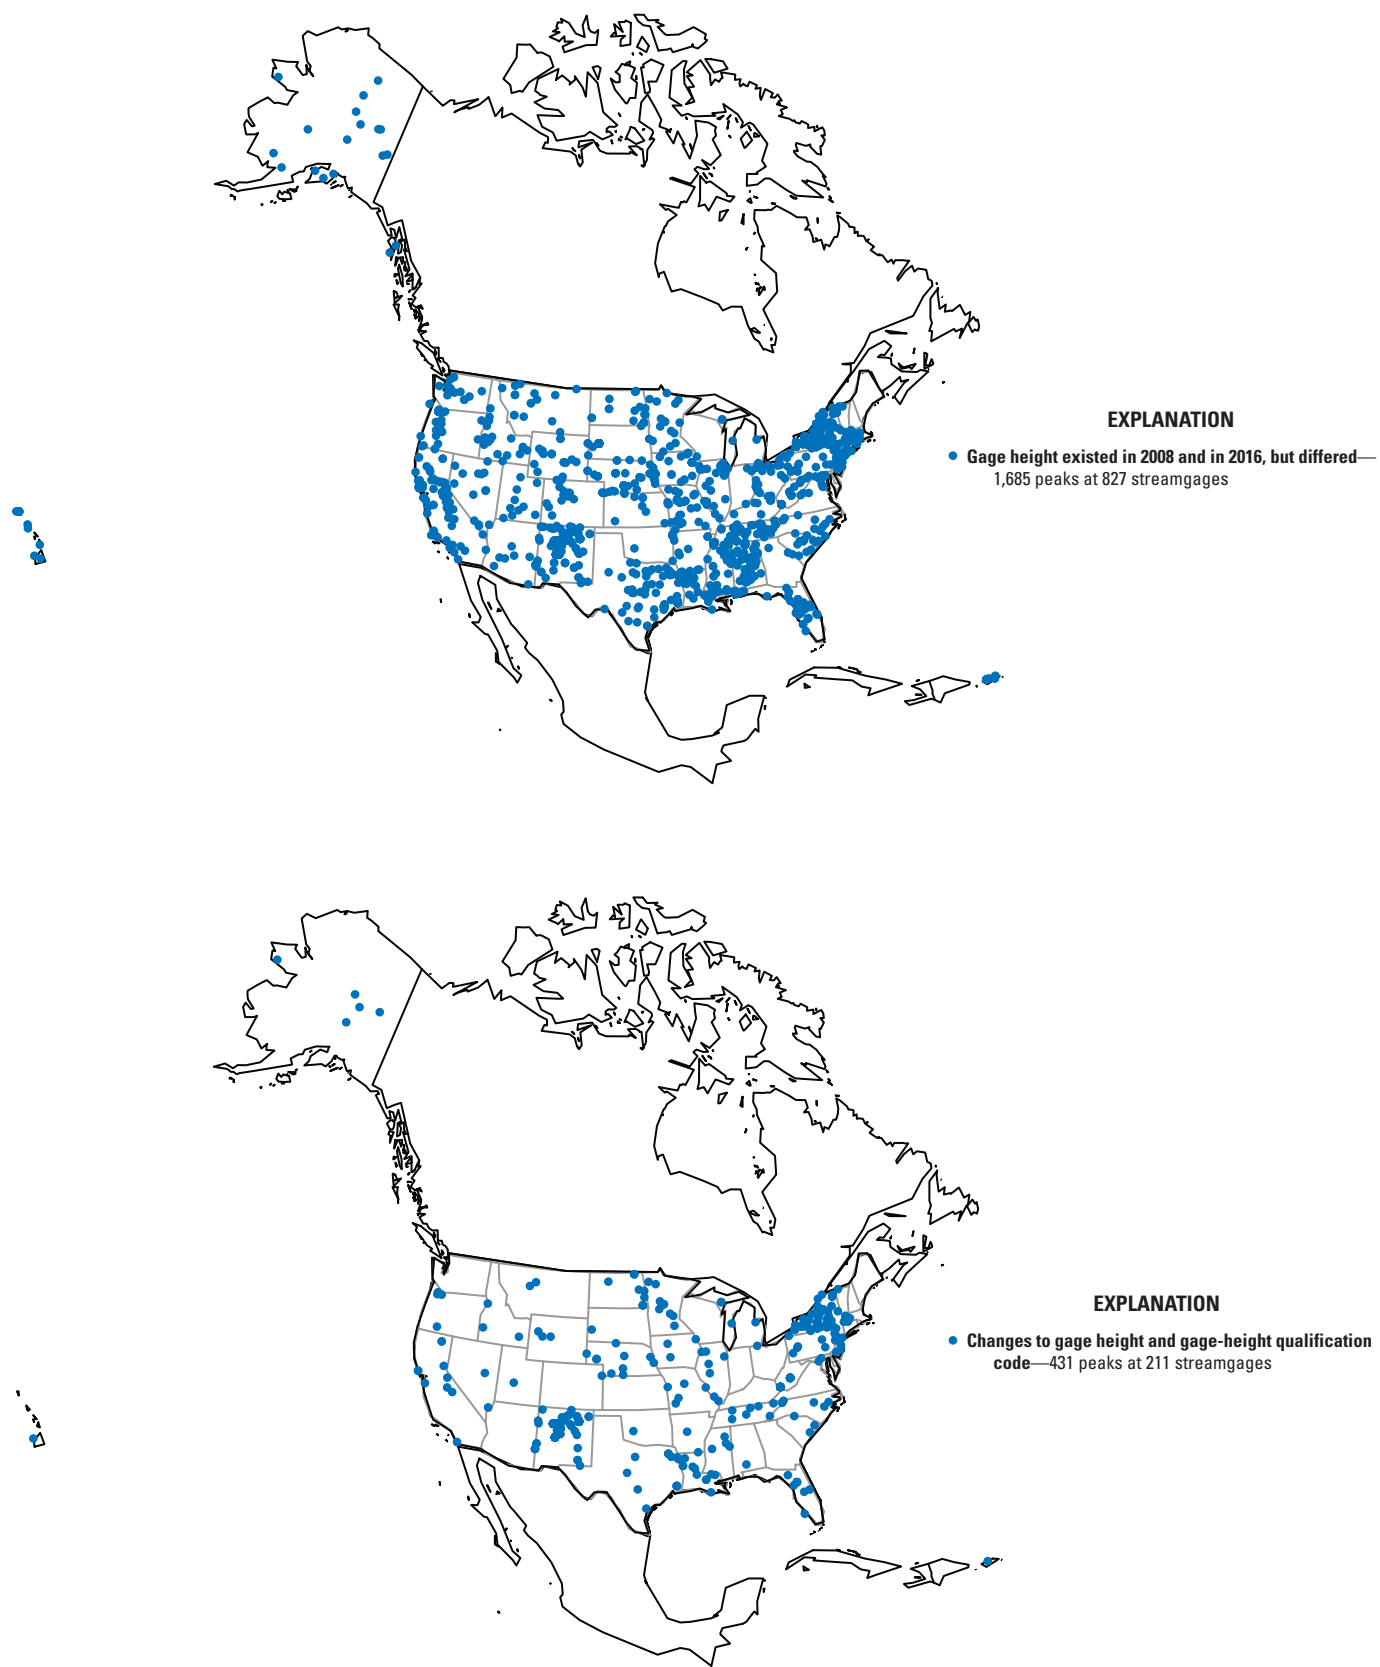 EXPLANATION
Gage height existed in 2008 and in 2016, but differed—
1,685 peaks at 827 streamgages
EXPLANATION
Changes to gage height and gage-height qualification
code—431 peaks at 211 streamgages